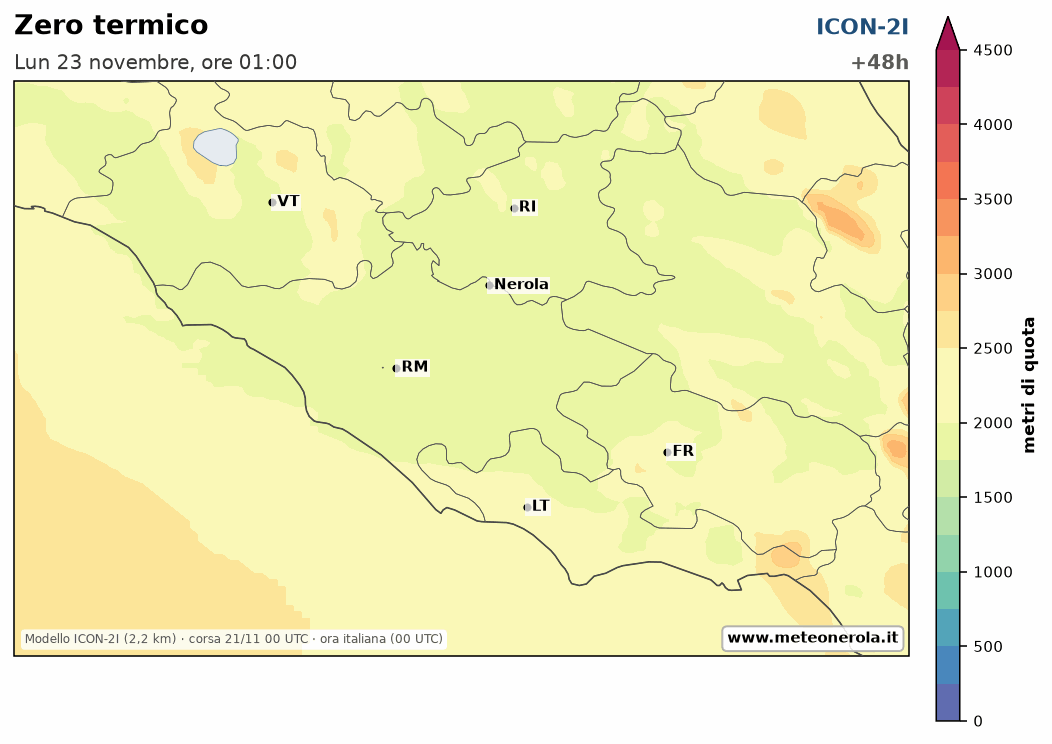 Zero termico
ICON-2I
Lun 23 novembre, ore 01:00
+48h
4500
4000
3500
3000
2500
2000
1500
1000
500
0
metri di quota
VT
RI
Nerola
RM
FR
LT
Modello ICON-2I (2,2 km) · corsa 21/11 00 UTC · ora italiana (00 UTC)
www.meteonerola.it